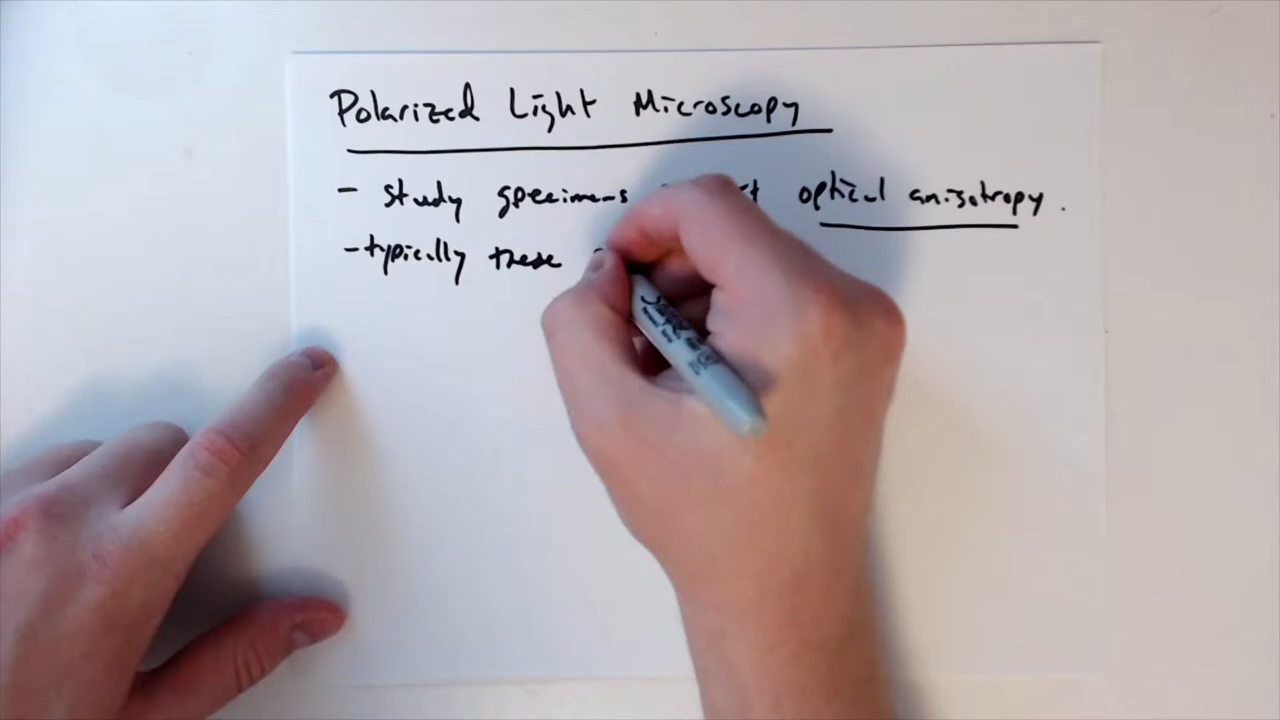 Polarized Light Microscopy
- study specimens optical anisotropy.
- typically these